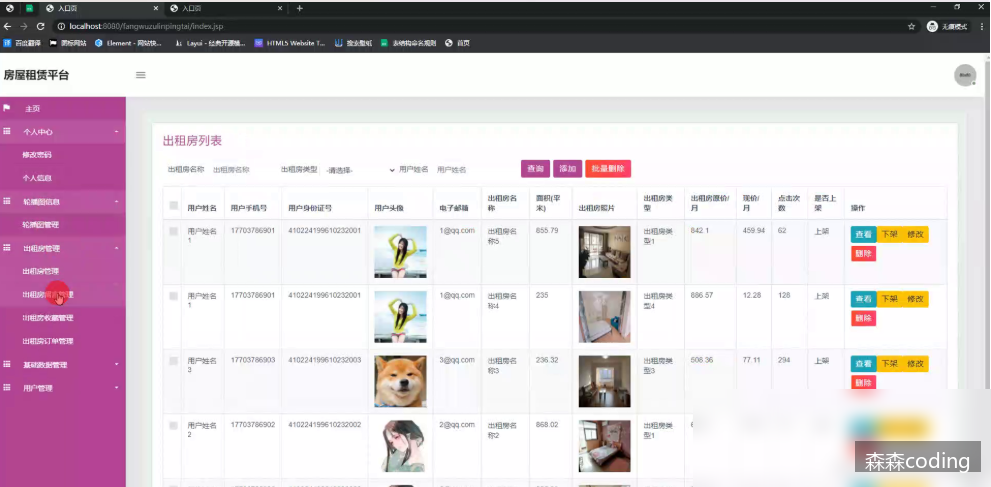 入口页
入口页
localhost:8080/fangwuzulinpingtai/index.jsp
无痕模式
百度翻译
图标网站
Element - 网站快...
Layui - 经典开源模...
HTML5 Website T...
搜索壁纸
表结构命名规则
首页
房屋租赁平台
主页
个人中心
修改密码
个人信息
轮播图信息
轮播图管理
出租房管理
出租房管理
出租房
管理
出租房收藏管理
出租房订单管理
基础数据管理
用户管理
出租房列表
出租房名称 出租房名称 出租房类型 -请选择- 用户姓名 用户姓名 查询 添加 批量删除
用户姓名 用户手机号 用户身份证号 用户头像 电子邮箱 出租房名称 面积(平米) 出租房照片 出租房类型 出租房原价/月 现价/月 点击次数 是否上架 操作
用户姓名1 17703786901 410224199610232001 1@qq.com 出租房名称5 855.79 出租房类型1 842.1 459.94 62 上架 查看 下架 修改 删除
用户姓名1 17703786901 410224199610232001 1@qq.com 出租房名称4 235 出租房类型4 886.57 12.28 128 上架 查看 下架 修改 删除
用户姓名3 17703786903 410224199610232003 3@qq.com 出租房名称3 236.32 出租房类型3 506.36 77.11 294 上架 查看 下架 修改 删除
用户姓名2 17703786902 410224199610232002 2@qq.com 出租房名称2 868.02 出租房类型1
森森coding